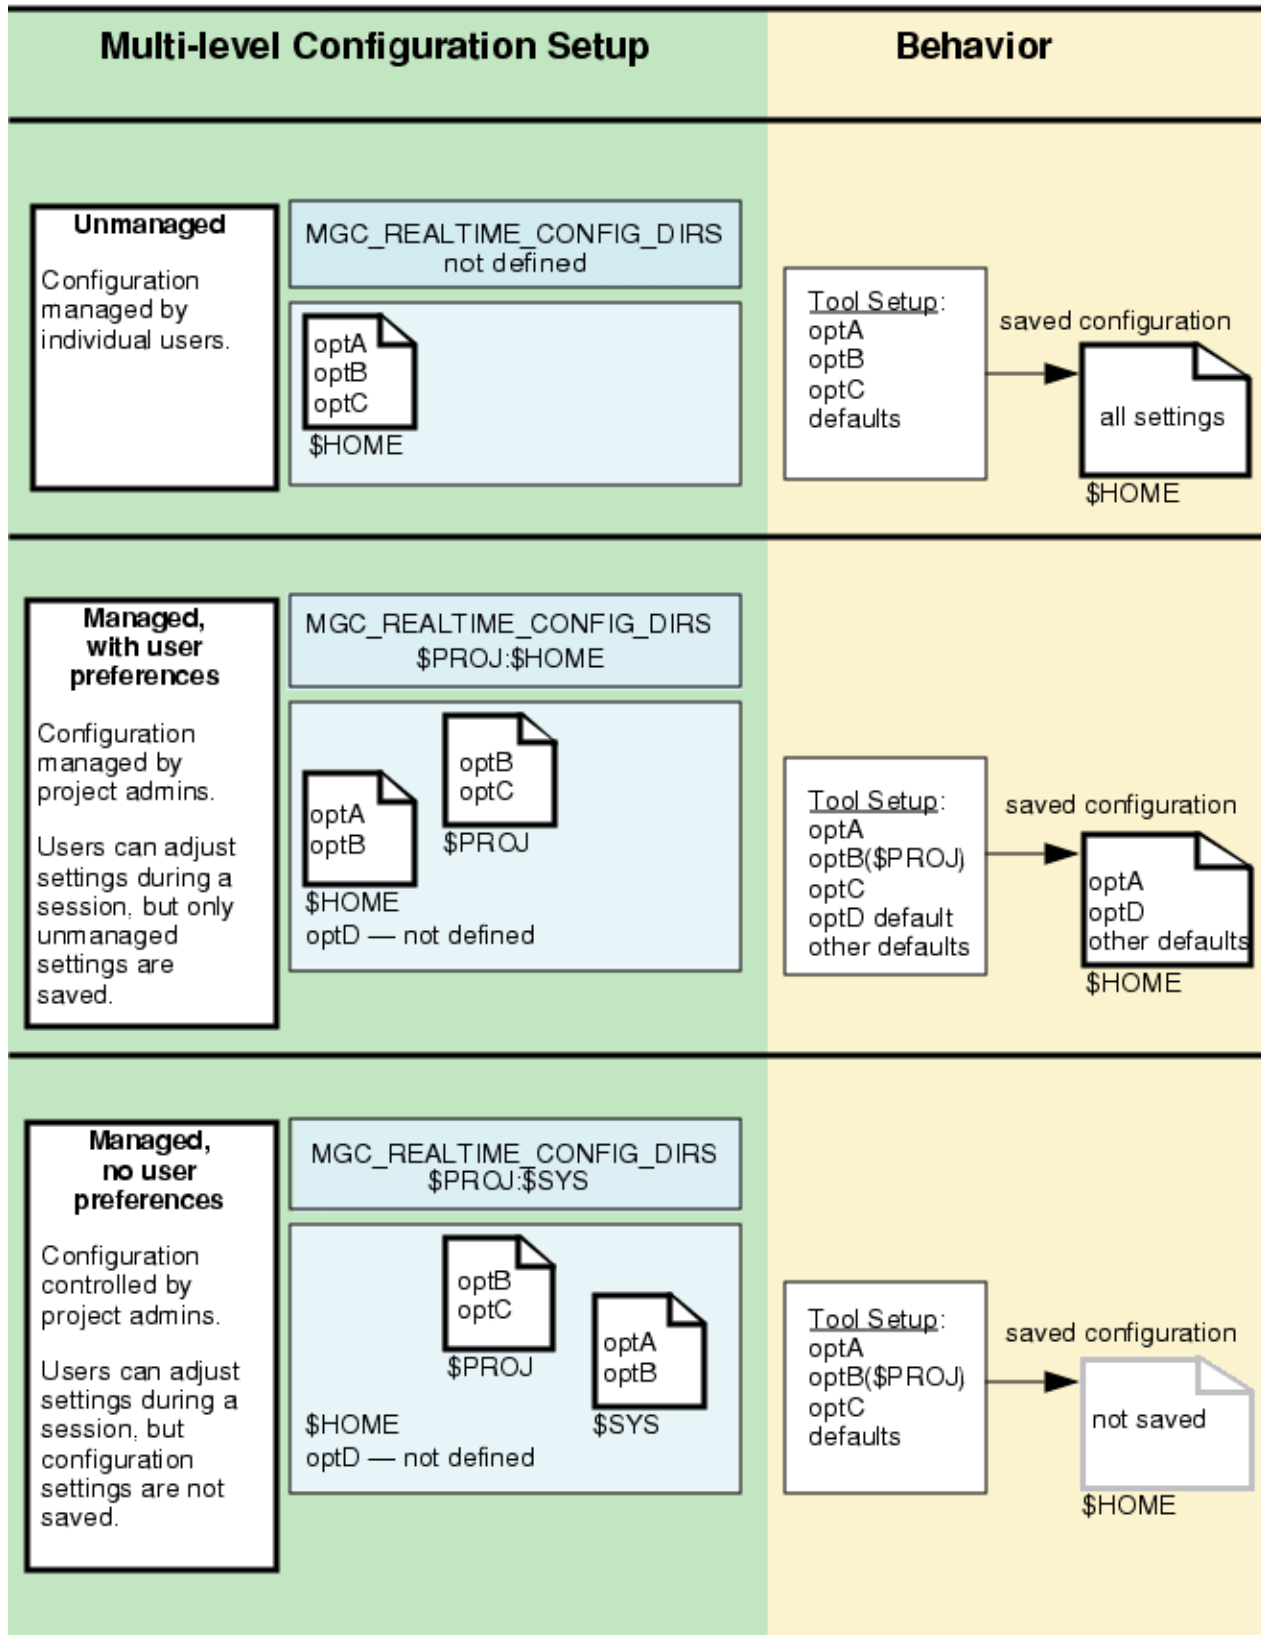 Multi-level Configuration Setup
Behavior
Unmanaged
Configuration
managed by
individual users.
MGC_REALTIME_CONFIG_DIRS
not defined
optA
optB
optC
$HOME
Tool Setup:
optA
optB
optC
defaults
saved configuration
all settings
$HOME
Managed,
with user
preferences
Configuration
managed by
project admins.
Users can adjust
settings during a
session, but only
unmanaged
settings are
saved.
MGC_REALTIME_CONFIG_DIRS
$PROJ:$HOME
optB
optC
$PROJ
optA
optB
$HOME
optD — not defined
Tool Setup:
optA
optB($PROJ)
optC
optD default
other defaults
saved configuration
optA
optD
other defaults
$HOME
Managed,
no user
preferences
Configuration
controlled by
project admins.
Users can adjust
settings during a
session, but
configuration
settings are not
saved.
MGC_REALTIME_CONFIG_DIRS
$PROJ:$SYS
optB
optC
$PROJ
optA
optB
$SYS
$HOME
optD — not defined
Tool Setup:
optA
optB($PROJ)
optC
defaults
saved configuration
not saved
$HOME